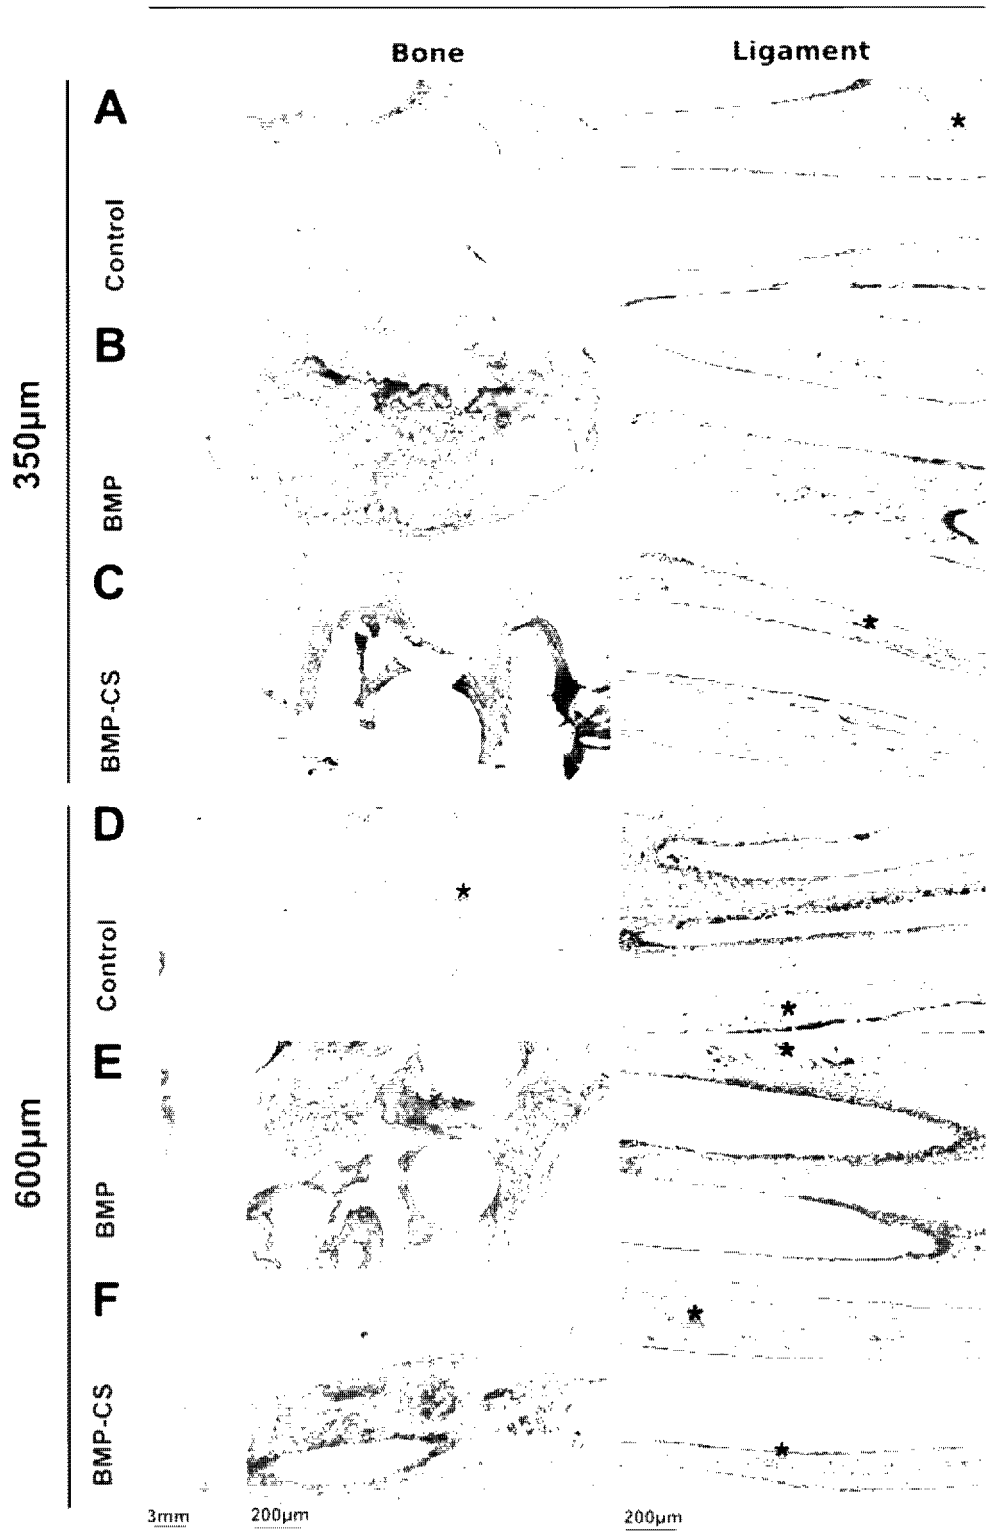 Bone Ligament
A
*
Control
B
350μm
BMP
C
*
BMP-CS
D
*
Control
*
E
*
600μm
BMP
F
*
BMP-CS
*
3mm 200μm 200μm